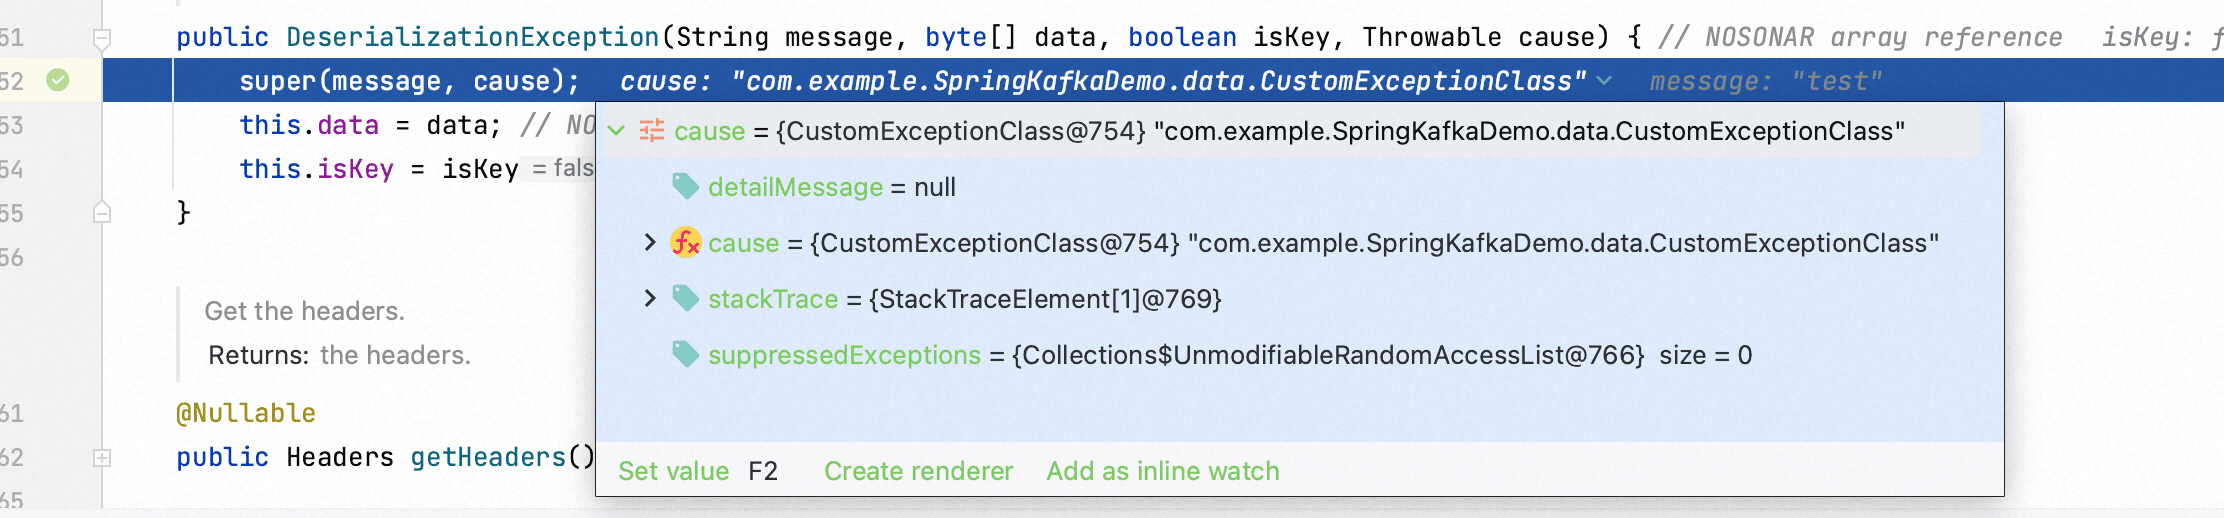 51 public DeserializationException(String message, byte[] data, boolean isKey, Throwable cause) { // NOSONAR array reference isKey: f
52 super(message, cause); cause: "com.example.SpringKafkaDemo.data.CustomExceptionClass" message: "test"
53 this.data = data; // NO
54 this.isKey = isKey = fals
55 }
56
cause = {CustomExceptionClass@754} "com.example.SpringKafkaDemo.data.CustomExceptionClass"
detailMessage = null
cause = {CustomExceptionClass@754} "com.example.SpringKafkaDemo.data.CustomExceptionClass"
stackTrace = {StackTraceElement[1]@769}
suppressedExceptions = {Collections$UnmodifiableRandomAccessList@766} size = 0
Set value F2 Create renderer Add as inline watch
Get the headers.
Returns: the headers.
61 @Nullable
62 public Headers getHeaders()
65